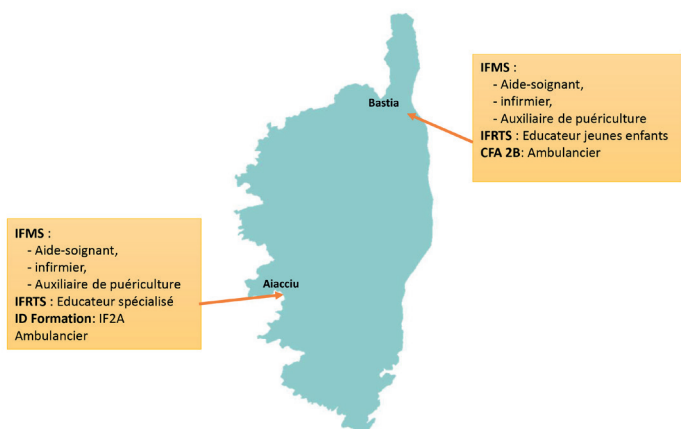 Bastia
IFMS :
- Aide-soignant,
- infirmier,
- Auxiliaire de puériculture
IFRTS : Educateur jeunes enfants
CFA 2B: Ambulancier
Aiacciu
IFMS :
- Aide-soignant,
- infirmier,
- Auxiliaire de puériculture
IFRTS : Educateur spécialisé
ID Formation: IF2A
Ambulancier